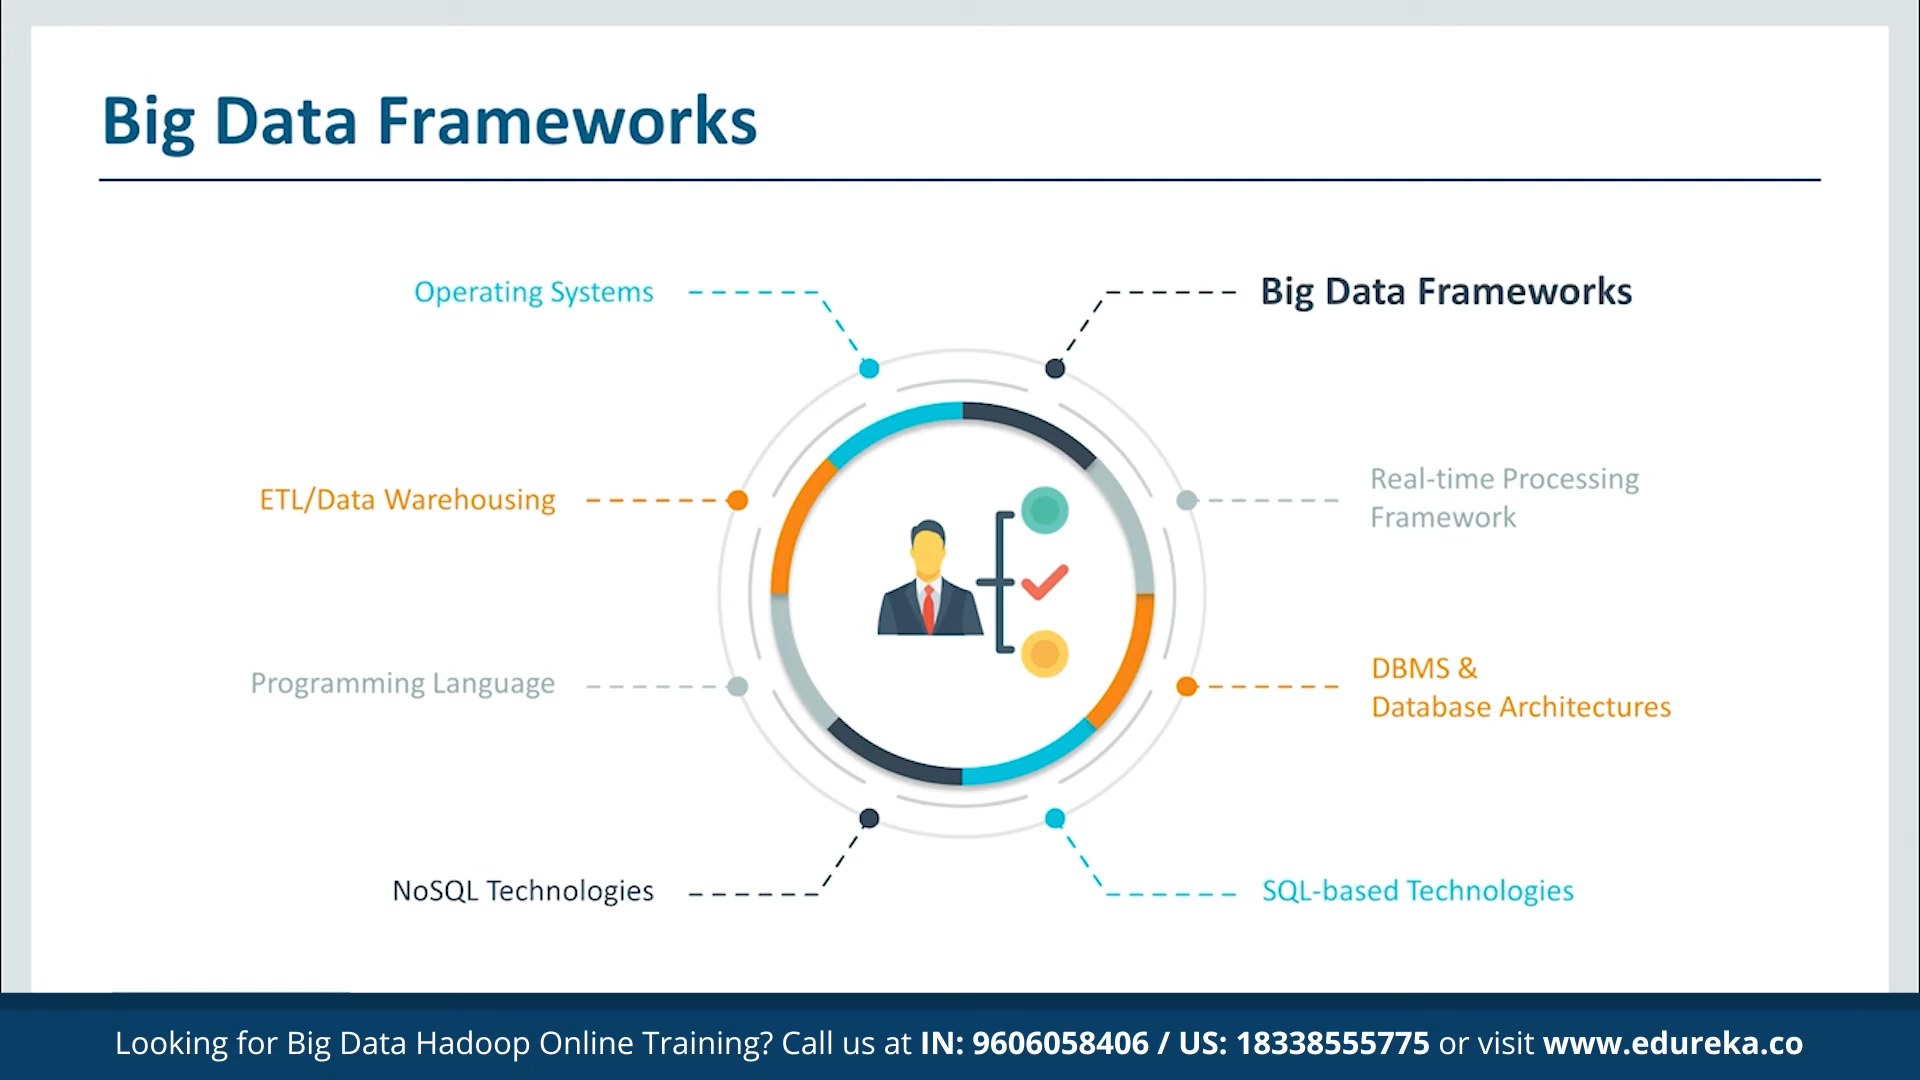 Big Data Frameworks
Operating Systems
Big Data Frameworks
ETL/Data Warehousing
Real-time Processing
Framework
Programming Language
DBMS &
Database Architectures
NoSQL Technologies
SQL-based Technologies
Looking for Big Data Hadoop Online Training? Call us at IN: 9606058406 / US: 18338555775 or visit www.edureka.co